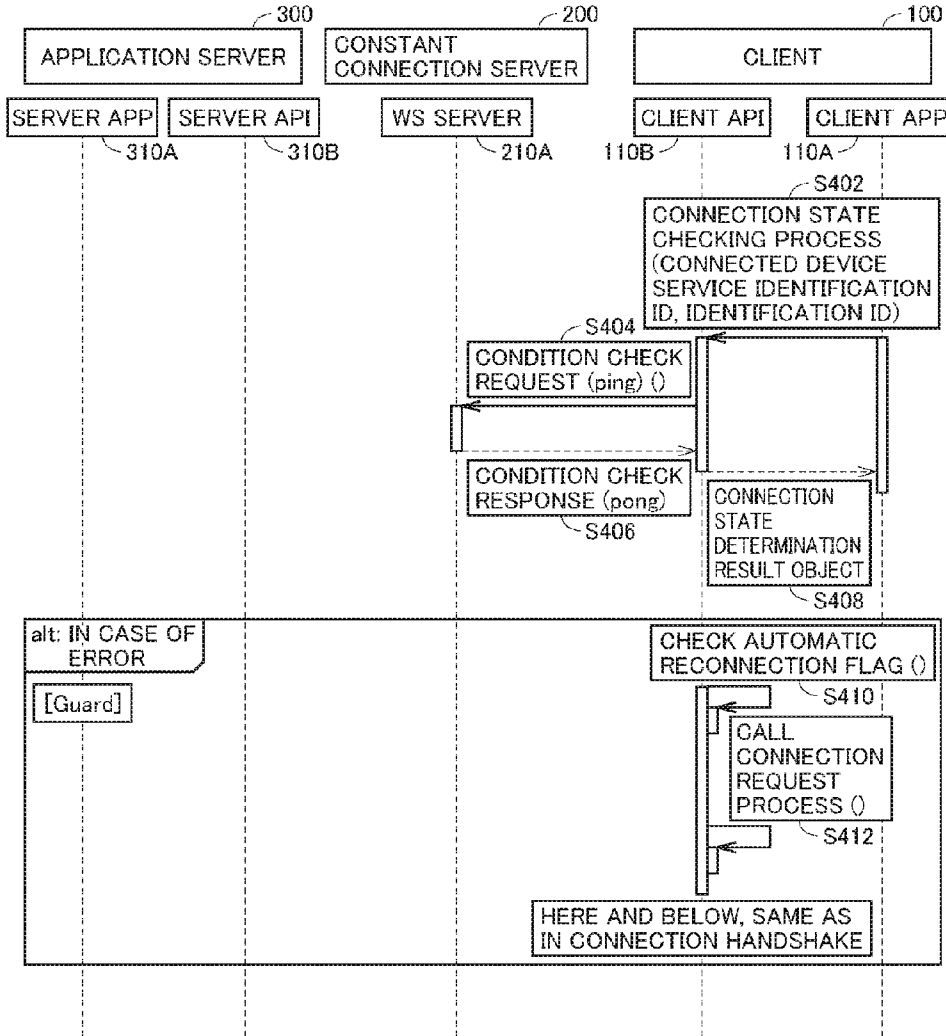 300
200
100
APPLICATION SERVER
CONSTANT
CONNECTION SERVER
CLIENT
SERVER APP
SERVER API
WS SERVER
CLIENT API
CLIENT APP
310A
310B
210A
110B
110A
S402
CONNECTION STATE
CHECKING PROCESS
(CONNECTED DEVICE
SERVICE IDENTIFICATION
ID, IDENTIFICATION ID)
S404
CONDITION CHECK
REQUEST (ping) ()
CONDITION CHECK
RESPONSE (pong)
S406
CONNECTION
STATE
DETERMINATION
RESULT OBJECT
S408
alt: IN CASE OF
ERROR
[Guard]
CHECK AUTOMATIC
RECONNECTION FLAG ()
S410
CALL
CONNECTION
REQUEST
PROCESS ()
S412
HERE AND BELOW, SAME AS
IN CONNECTION HANDSHAKE